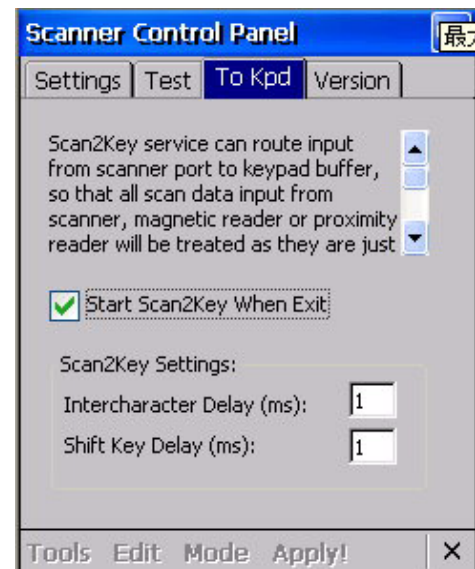 Scanner Control Panel
Settings Test To Kpd Version
Scan2Key service can route input
from scanner port to keypad buffer,
so that all scan data input from
scanner, magnetic reader or proximity
reader will be treated as they are just
Start Scan2Key When Exit
Scan2Key Settings:
Intercharacter Delay (ms): 1
Shift Key Delay (ms): 1
Tools Edit Mode Apply! ×